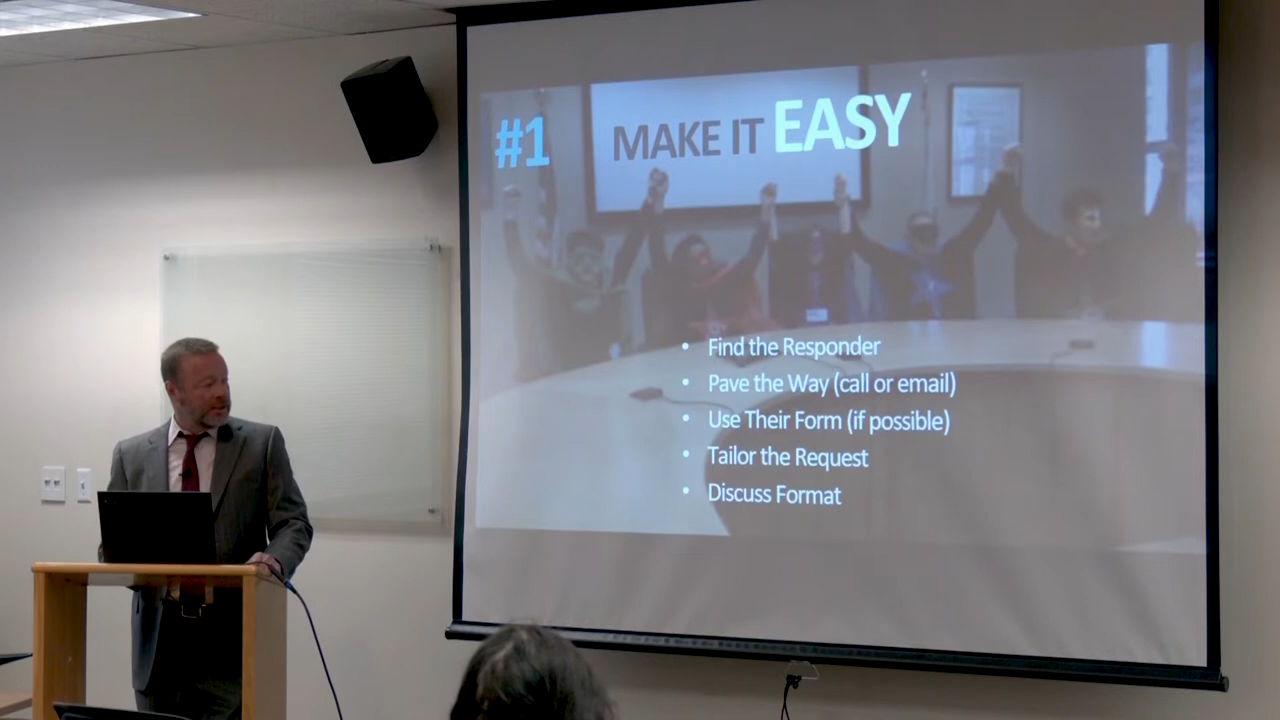 #1 MAKE IT EASY
• Find the Responder
• Pave the Way (call or email)
• Use Their Form (if possible)
• Tailor the Request
• Discuss Format